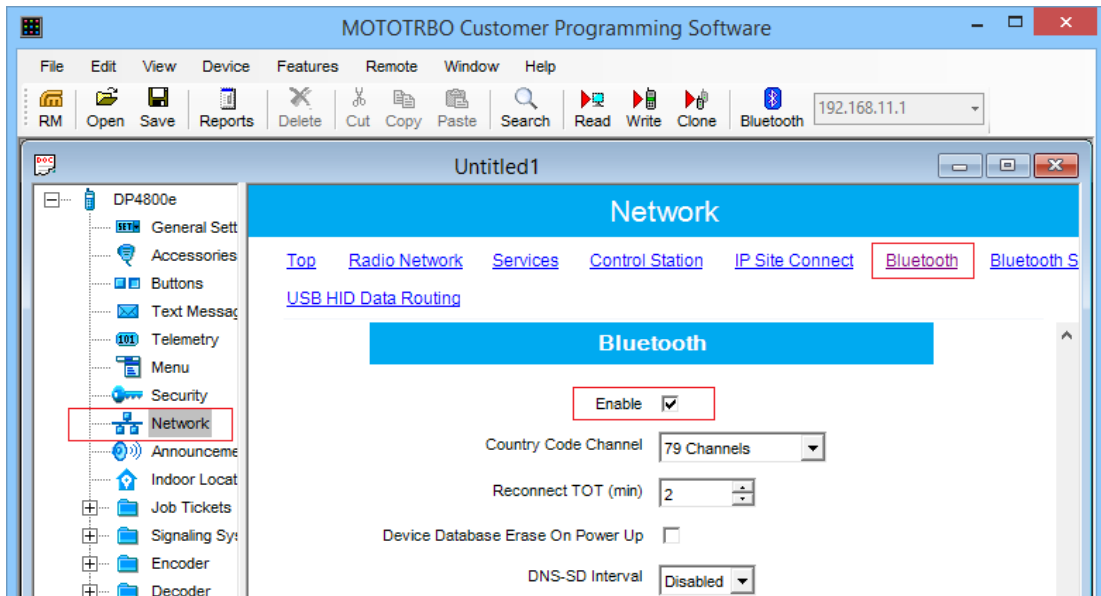 MOTOTRBO Customer Programming Software
File Edit View Device Features Remote Window Help
RM Open Save Reports Delete Cut Copy Paste Search Read Write Clone Bluetooth 192.168.11.1
DOC Untitled1
DP4800e
SET General Sett
Accessories
Buttons
Text Messag
101 Telemetry
Menu
Security
Network
Announceme
Indoor Locat
Job Tickets
Signaling Sys
Encoder
Decoder
Network
Top Radio Network Services Control Station IP Site Connect Bluetooth Bluetooth S
USB HID Data Routing
Bluetooth
Enable
Country Code Channel 79 Channels
Reconnect TOT (min) 2
Device Database Erase On Power Up
DNS-SD Interval Disabled